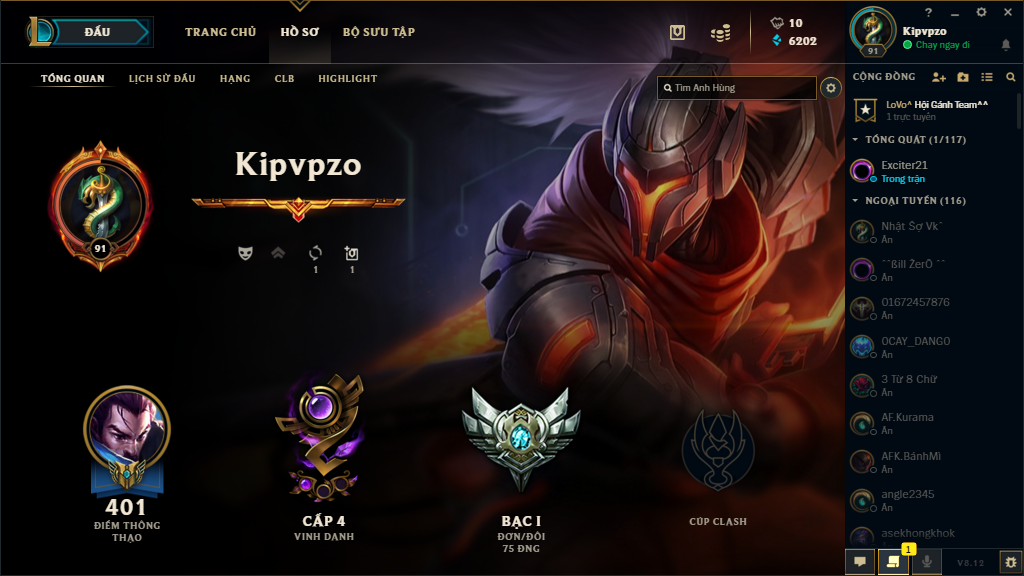 ĐẤU
TRANG CHỦ
HỒ SƠ
BỘ SƯU TẬP
10
6202
?
Kipvpzo
91
Chạy ngay đi
TỔNG QUAN
LỊCH SỬ ĐẤU
HẠNG
CLB
HIGHLIGHT
Tìm Anh Hùng
CỘNG ĐỒNG
LoVo^ Hội Gánh Team^^
1 trực tuyến
TỔNG QUÁT (1/117)
Exciter21
Trong trận
NGOẠI TUYẾN (116)
Nhật Sợ Vk˜
Ẩn
ˆˆßill ŽerÖ ˆˆ
Ẩn
01672457876
Ẩn
0CAY_DANG0
Ẩn
3 Từ 8 Chữ
Ẩn
AF.Kurama
Ẩn
AFK.BánhMì
Ẩn
angle2345
Ẩn
asekhongkhok
Kipvpzo
91
1
1
401
ĐIỂM THÔNG
THẠO
CẤP 4
VINH DANH
BẠC I
ĐƠN/ĐÔI
75 ĐNG
CÚP CLASH
1
V8.12